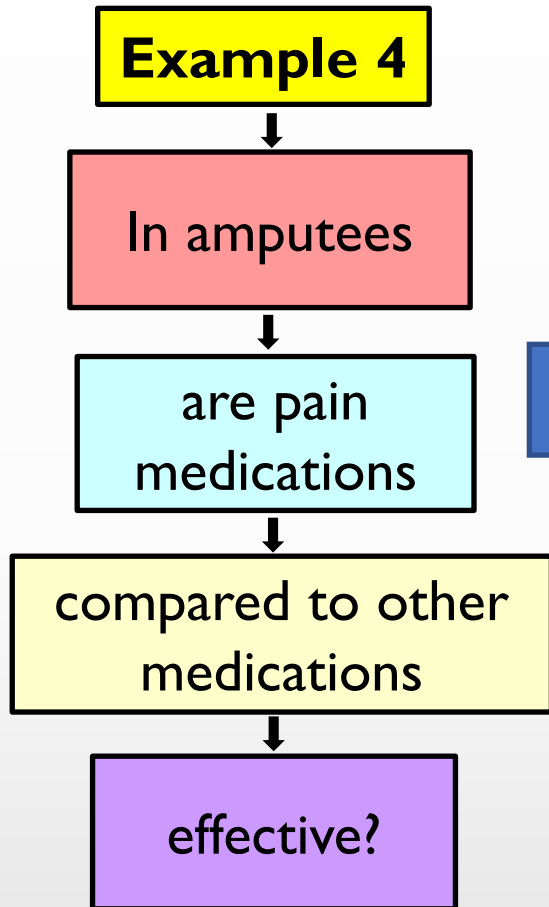 Example 4
In amputees
are pain
medications
compared to other
medications
effective?